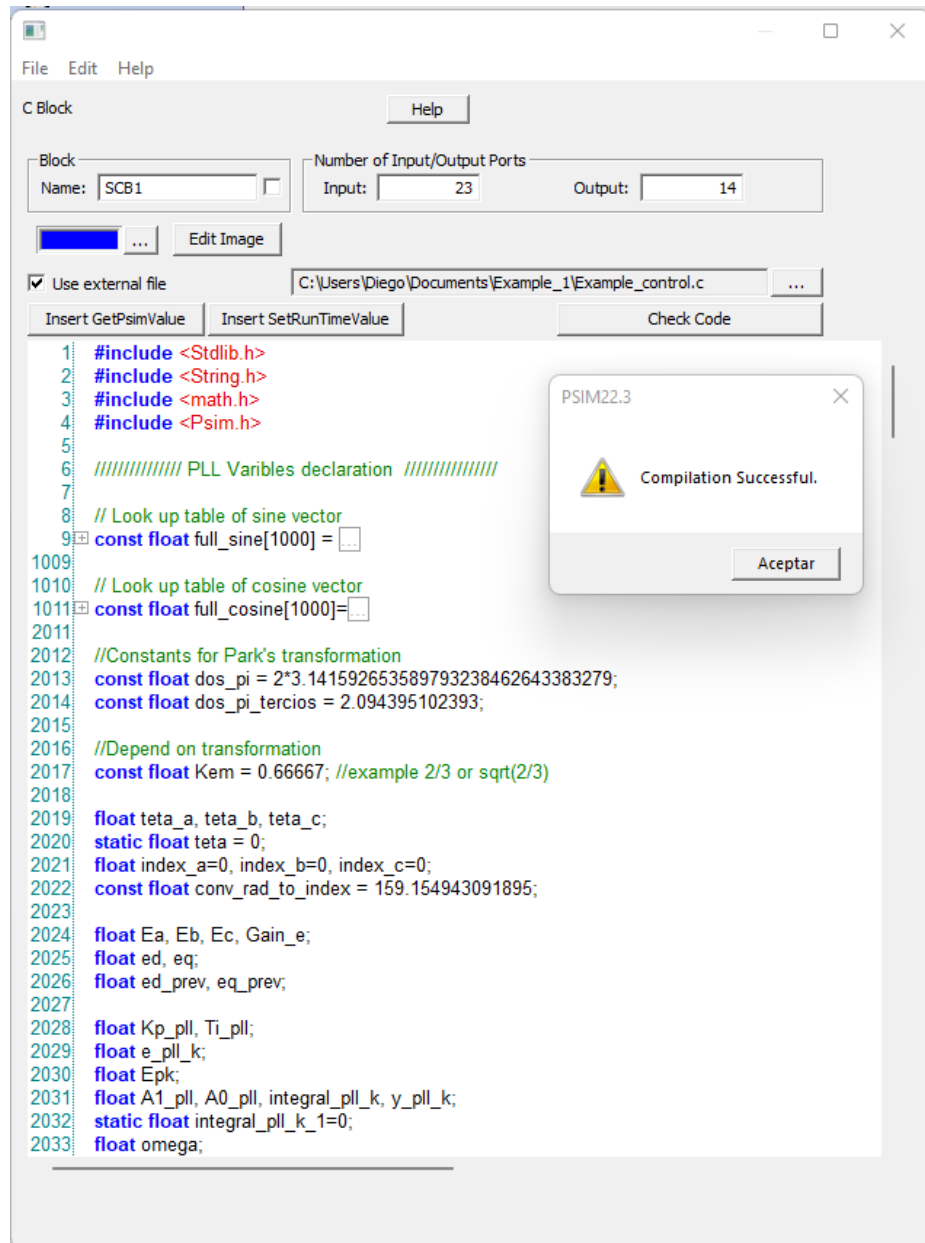 File Edit Help
C Block
Help
Block
Number of Input/Output Ports
Name: SCB1
Input: 23
Output: 14
... Edit Image
Use external file
C:\Users\Diego\Documents\Example_1\Example_control.c
...
Insert GetPsimValue
Insert SetRunTimeValue
Check Code
1 #include <Stdlib.h>
2 #include <String.h>
3 #include <math.h>
4 #include <Psim.h>
5
6 /////////////// PLL Varibles declaration ////////////////
7
8 // Look up table of sine vector
9 const float full_sine[1000] = ...
1009
1010 // Look up table of cosine vector
1011 const float full_cosine[1000]=...
2011
2012 //Constants for Park's transformation
2013 const float dos_pi = 2*3.1415926535897932384626433832​79;
2014 const float dos_pi_tercios = 2.094395102393;
2015
2016 //Depend on transformation
2017 const float Kem = 0.66667; //example 2/3 or sqrt(2/3)
2018
2019 float teta_a, teta_b, teta_c;
2020 static float teta = 0;
2021 float index_a=0, index_b=0, index_c=0;
2022 const float conv_rad_to_index = 159.154943091895;
2023
2024 float Ea, Eb, Ec, Gain_e;
2025 float ed, eq;
2026 float ed_prev, eq_prev;
2027
2028 float Kp_pll, Ti_pll;
2029 float e_pll_k;
2030 float Epk;
2031 float A1_pll, A0_pll, integral_pll_k, y_pll_k;
2032 static float integral_pll_k_1=0;
2033 float omega;
PSIM22.3
Compilation Successful.
Aceptar